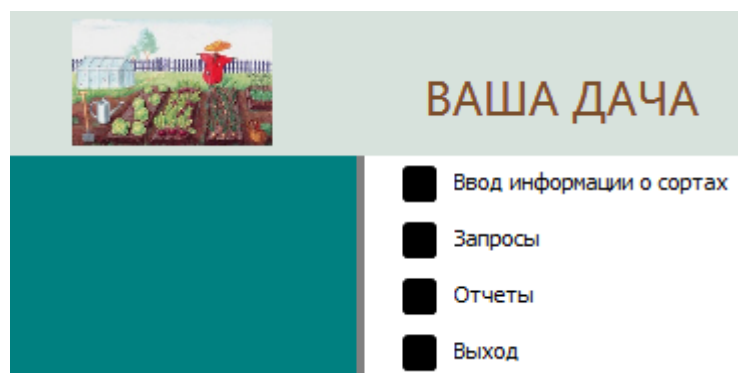 ВАША ДАЧА
Ввод информации о сортах
Запросы
Отчеты
Выход